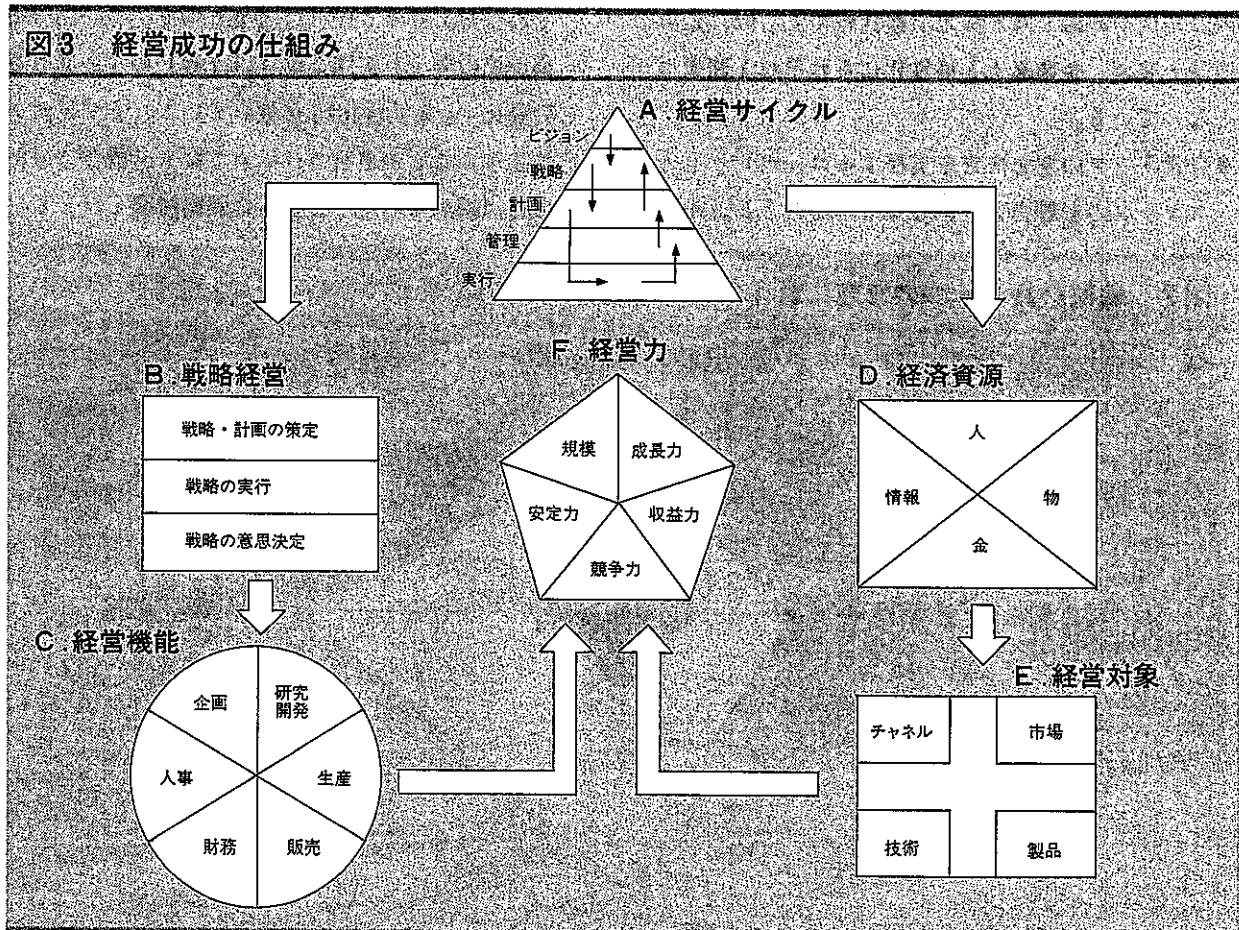 図3 経営成功の仕組み
A.経営サイクル
ビジョン
戦略
計画
管理
実行
B.戦略経営
戦略・計画の策定
戦略の実行
戦略の意思決定
C.経営機能
企画
研究
開発
人事
生産
財務
販売
F.経営力
規模
成長力
安定力
収益力
競争力
D.経済資源
人
情報
物
金
E.経営対象
チャネル
市場
技術
製品